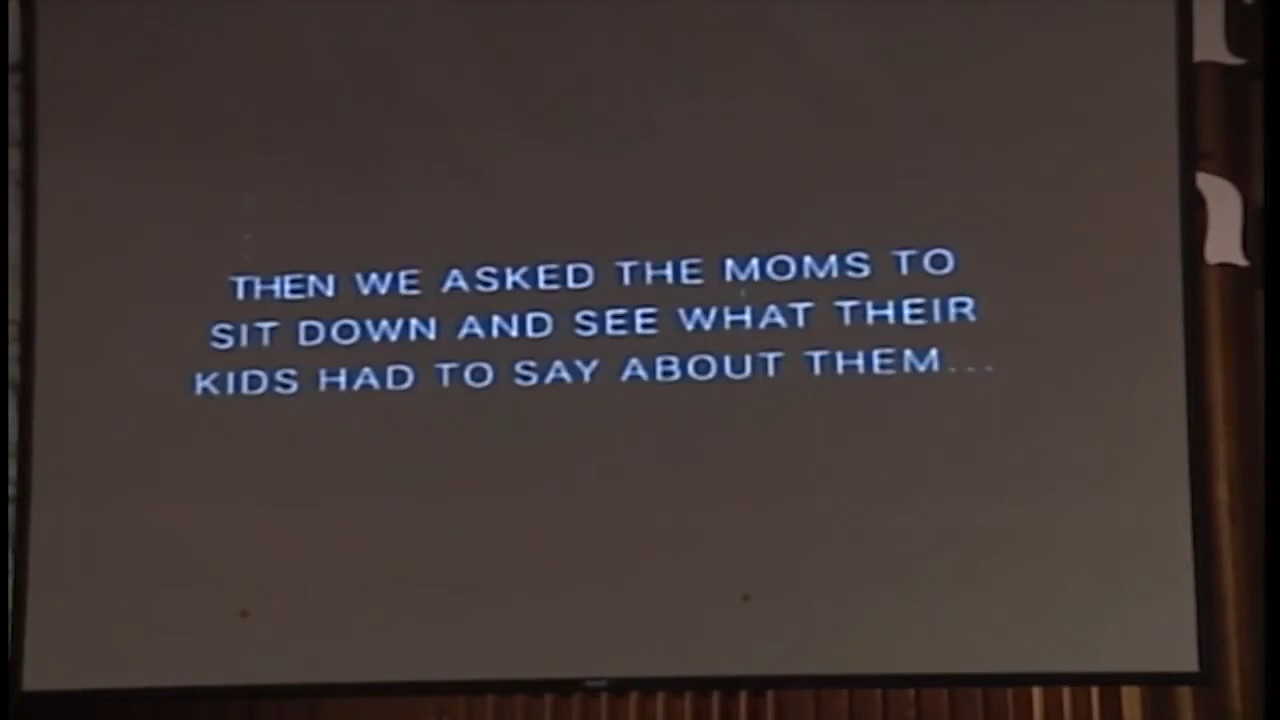 THEN WE ASKED THE MOMS TO
SIT DOWN AND SEE WHAT THEIR
KIDS HAD TO SAY ABOUT THEM...